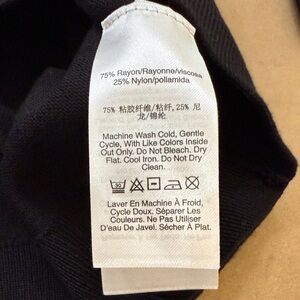 75% Rayon/Rayonne/viscosa
25% Nylon/poliamida
75% 粘胶纤维/粘纤, 25% 尼
龙/锦纶
Machine Wash Cold, Gentle
Cycle, With Like Colors Inside
Out Only. Do Not Bleach. Dry
Flat. Cool Iron. Do Not Dry
Clean.
30
Laver En Machine À Froid,
Cycle Doux. Séparer Les
Couleurs. Ne Pas Utiliser
D'eau De Javel. Sécher À Plat.